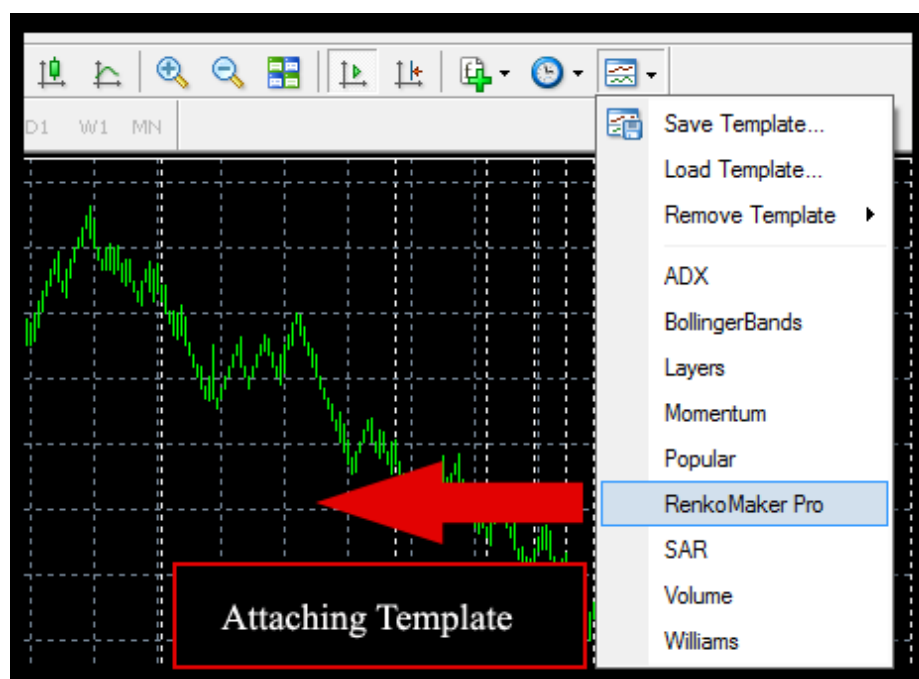 D1 W1 MN
Save Template...
Load Template...
Remove Template
ADX
BollingerBands
Layers
Momentum
Popular
RenkoMaker Pro
SAR
Volume
Williams
Attaching Template